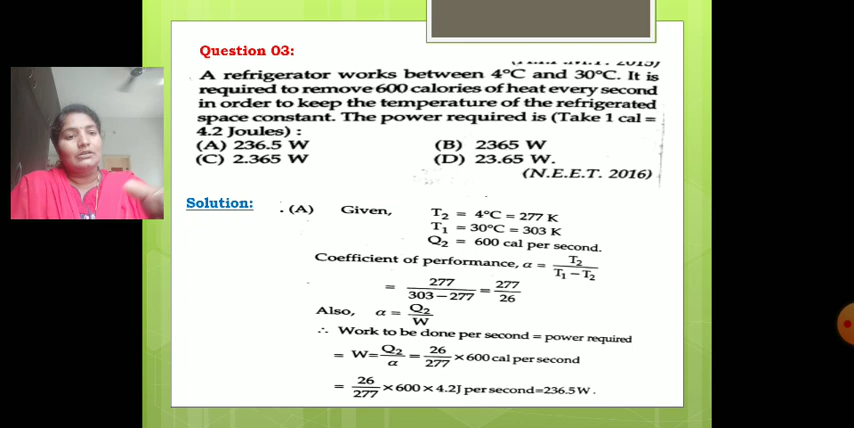 Question 03:
A refrigerator works between 4°C and 30°C. It is
required to remove 600 calories of heat every second
in order to keep the temperature of the refrigerated
space constant. The power required is (Take 1 cal =
4.2 Joules) :
(A) 236.5 W (B) 2365 W
(C) 2.365 W (D) 23.65 W.
(N.E.E.T. 2016)
Solution: . (A) Given, T₂ = 4°C = 277 K
T₁ = 30°C = 303 K
Q₂ = 600 cal per second.
Coefficient of performance, α = T₂ / (T₁ − T₂)
= 277 / (303 − 277) = 277 / 26
Also, α = Q₂ / W
∴ Work to be done per second = power required
= W = Q₂ / α = 26 / 277 × 600 cal per second
= 26 / 277 × 600 × 4.2J per second=236.5W .